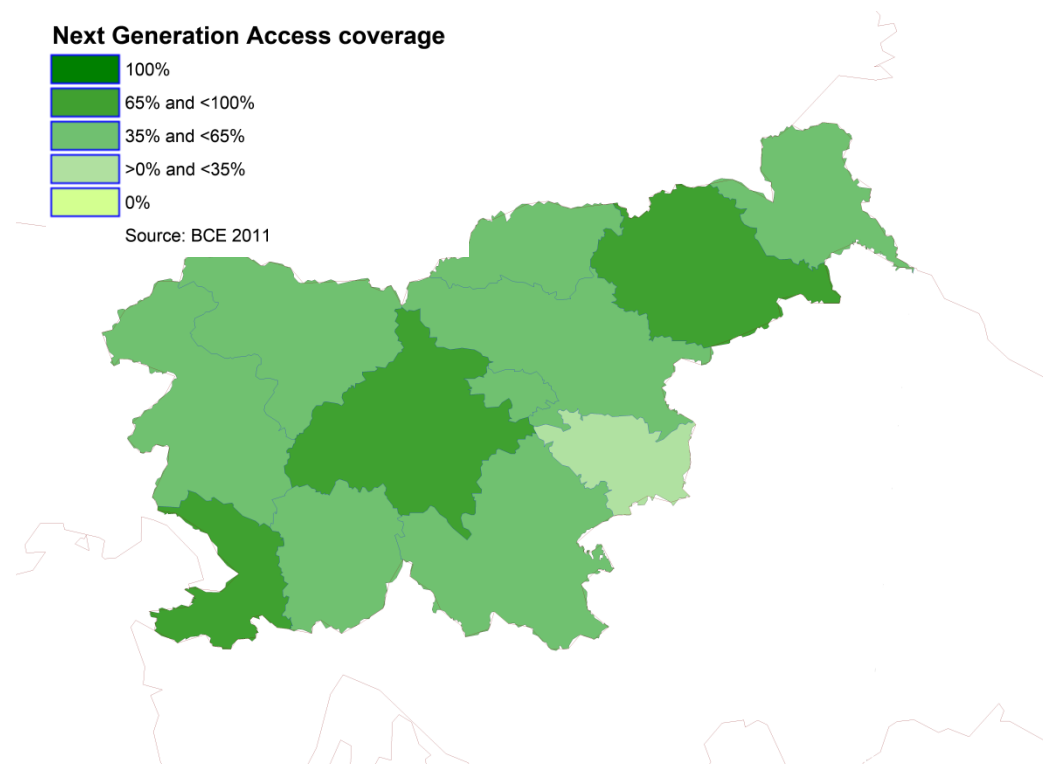 Next Generation Access coverage
100%
65% and <100%
35% and <65%
>0% and <35%
0%
Source: BCE 2011